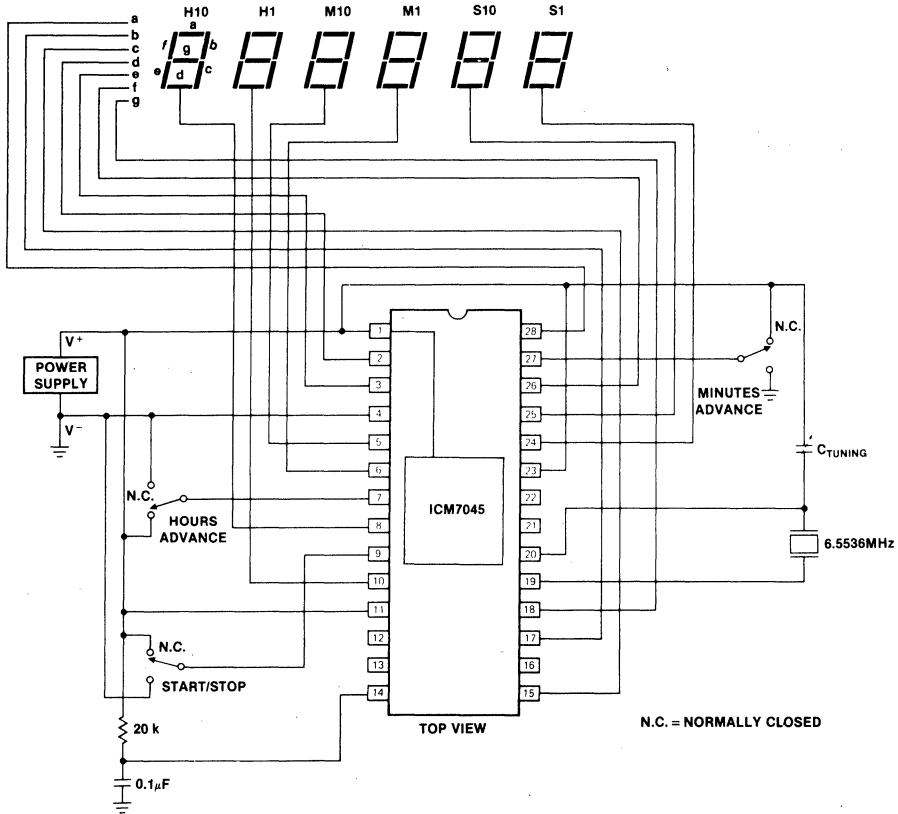 H10 H1 M10 M1 S10 S1
a
b
c
d
e
f
g
a
f
g
b
e
d
c
V+
POWER
SUPPLY
V−
N.C.
HOURS
ADVANCE
N.C.
START/STOP
20 k
0.1µF
1
2
3
4
5
6
7
8
9
10
11
12
13
14
ICM7045
28
27
26
25
24
23
22
21
20
19
18
17
16
15
TOP VIEW
N.C.
MINUTES
ADVANCE
CTUNING
6.5536MHz
N.C. = NORMALLY CLOSED